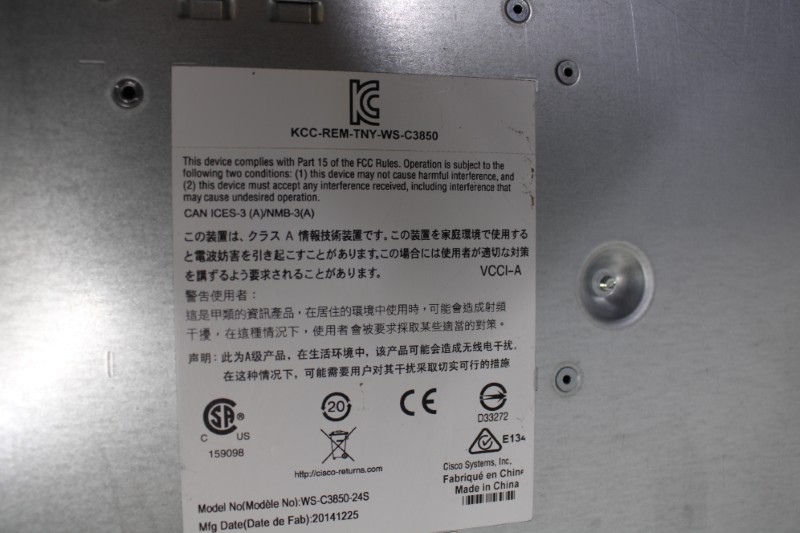 KCC-REM-TNY-WS-C3850
This device complies with Part 15 of the FCC Rules. Operation is subject to the
following two conditions: (1) this device may not cause harmful interference, and
(2) this device must accept any interference received, including interference that
may cause undesired operation.
CAN ICES-3 (A)/NMB-3(A)
この装置は、クラス A 情報技術装置です。この装置を家庭環境で使用する
と電波妨害を引き起こすことがあります。この場合には使用者が適切な対策
を講ずるよう要求されることがあります。 VCCI-A
警告使用者：
這是甲類的資訊產品，在居住的環境中使用時，可能會造成射頻
干擾，在這種情況下，使用者會被要求採取某些適當的對策。
声明：此为A级产品，在生活环境中，该产品可能会造成无线电干扰。
在这种情况下，可能需要用户对其干扰采取切实可行的措施
SA ®
C US
159098
20
CE
D33272
E134
http://cisco-returns.com
Cisco Systems, Inc.
Fabriqué en Chine
Made in China
Model No(Modèle No):WS-C3850-24S
Mfg Date(Date de Fab):20141225